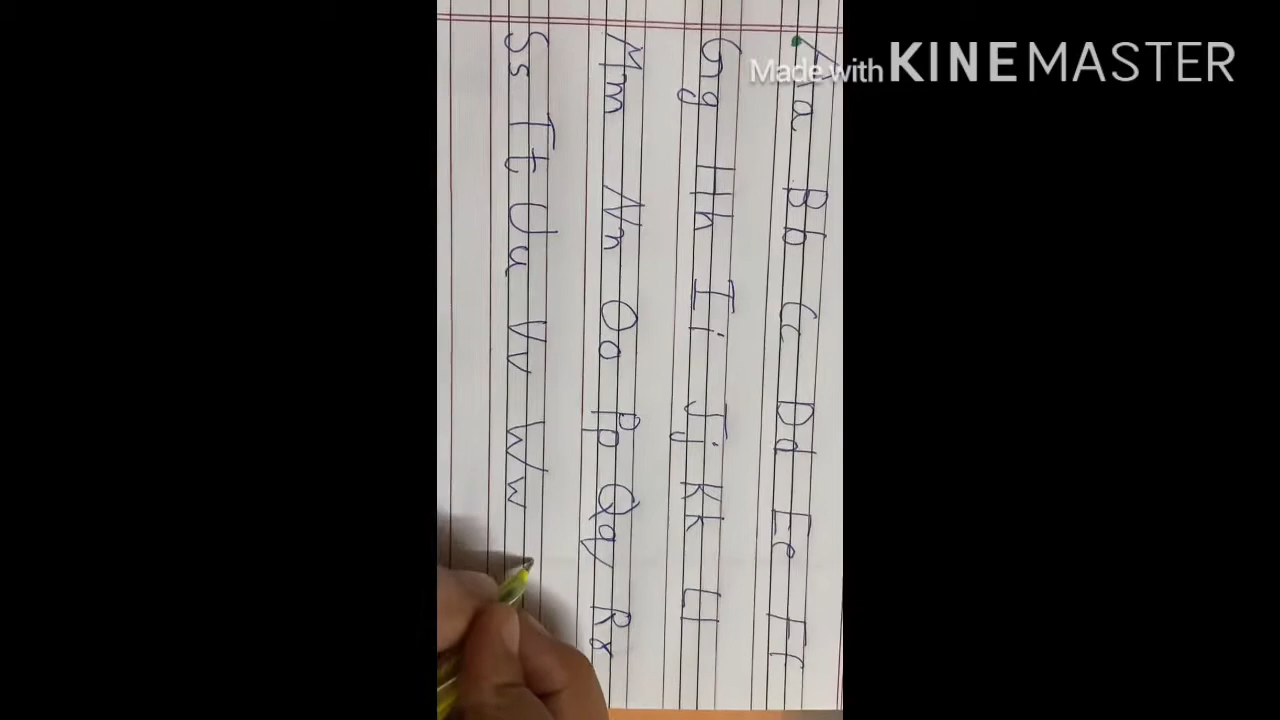 Made with KINEMASTER
Aa Bb Cc Dd Ee Ff
Gg Hh Ii Jj Kk Ll
Mm Nn Oo Pp Qq Rr
Ss Tt Uu Vv Ww